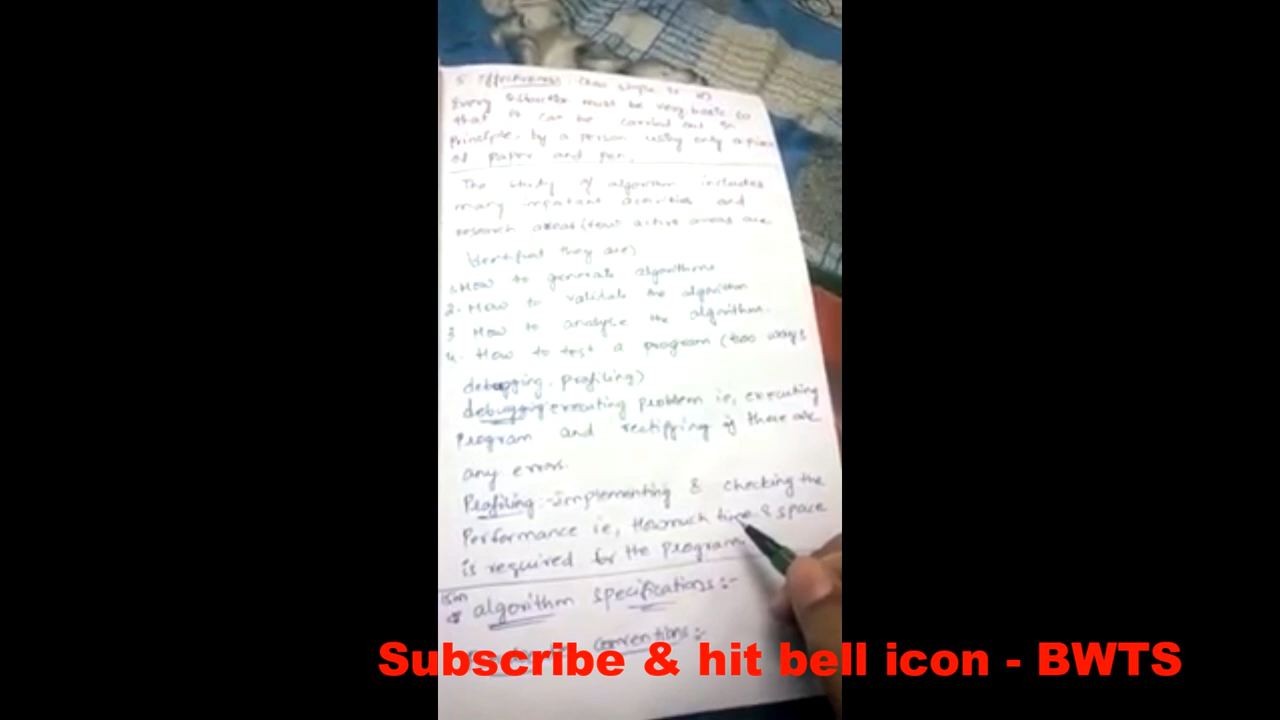 5. Effectiveness:
Every must be very basic so
that it can be carried out in
Principle, by a person using only a piece
of Paper and Pen.
The study of algorithm includes
many important activities and
research areas (four active areas are
they are)
1. How to generate algorithms
2. How to validate the algorithm
3 How to analyse the algorithm.
4. How to test a program (two ways
debugging, profiling)
debugging executing problem ie, executing
Program and rectifying if there are
any errors.
Profiling :- Implementing & checking the
Performance ie, How much time & space
is required for the Program.
algorithm specifications:-
conventions:-
Subscribe & hit bell icon - BWTS